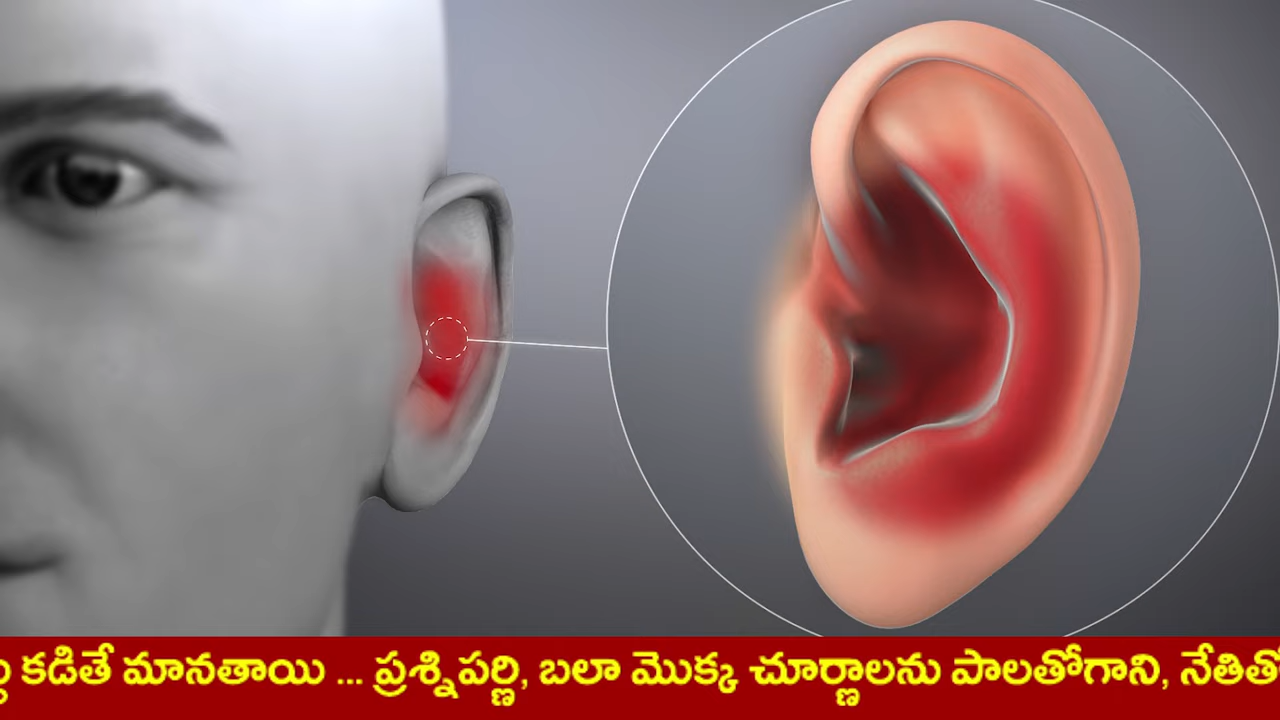 కడితే మానతాయి ... ప్రశ్నిపర్ణి, బలా మొక్క చూర్ణాలను పాలతోగాని, నేతితో